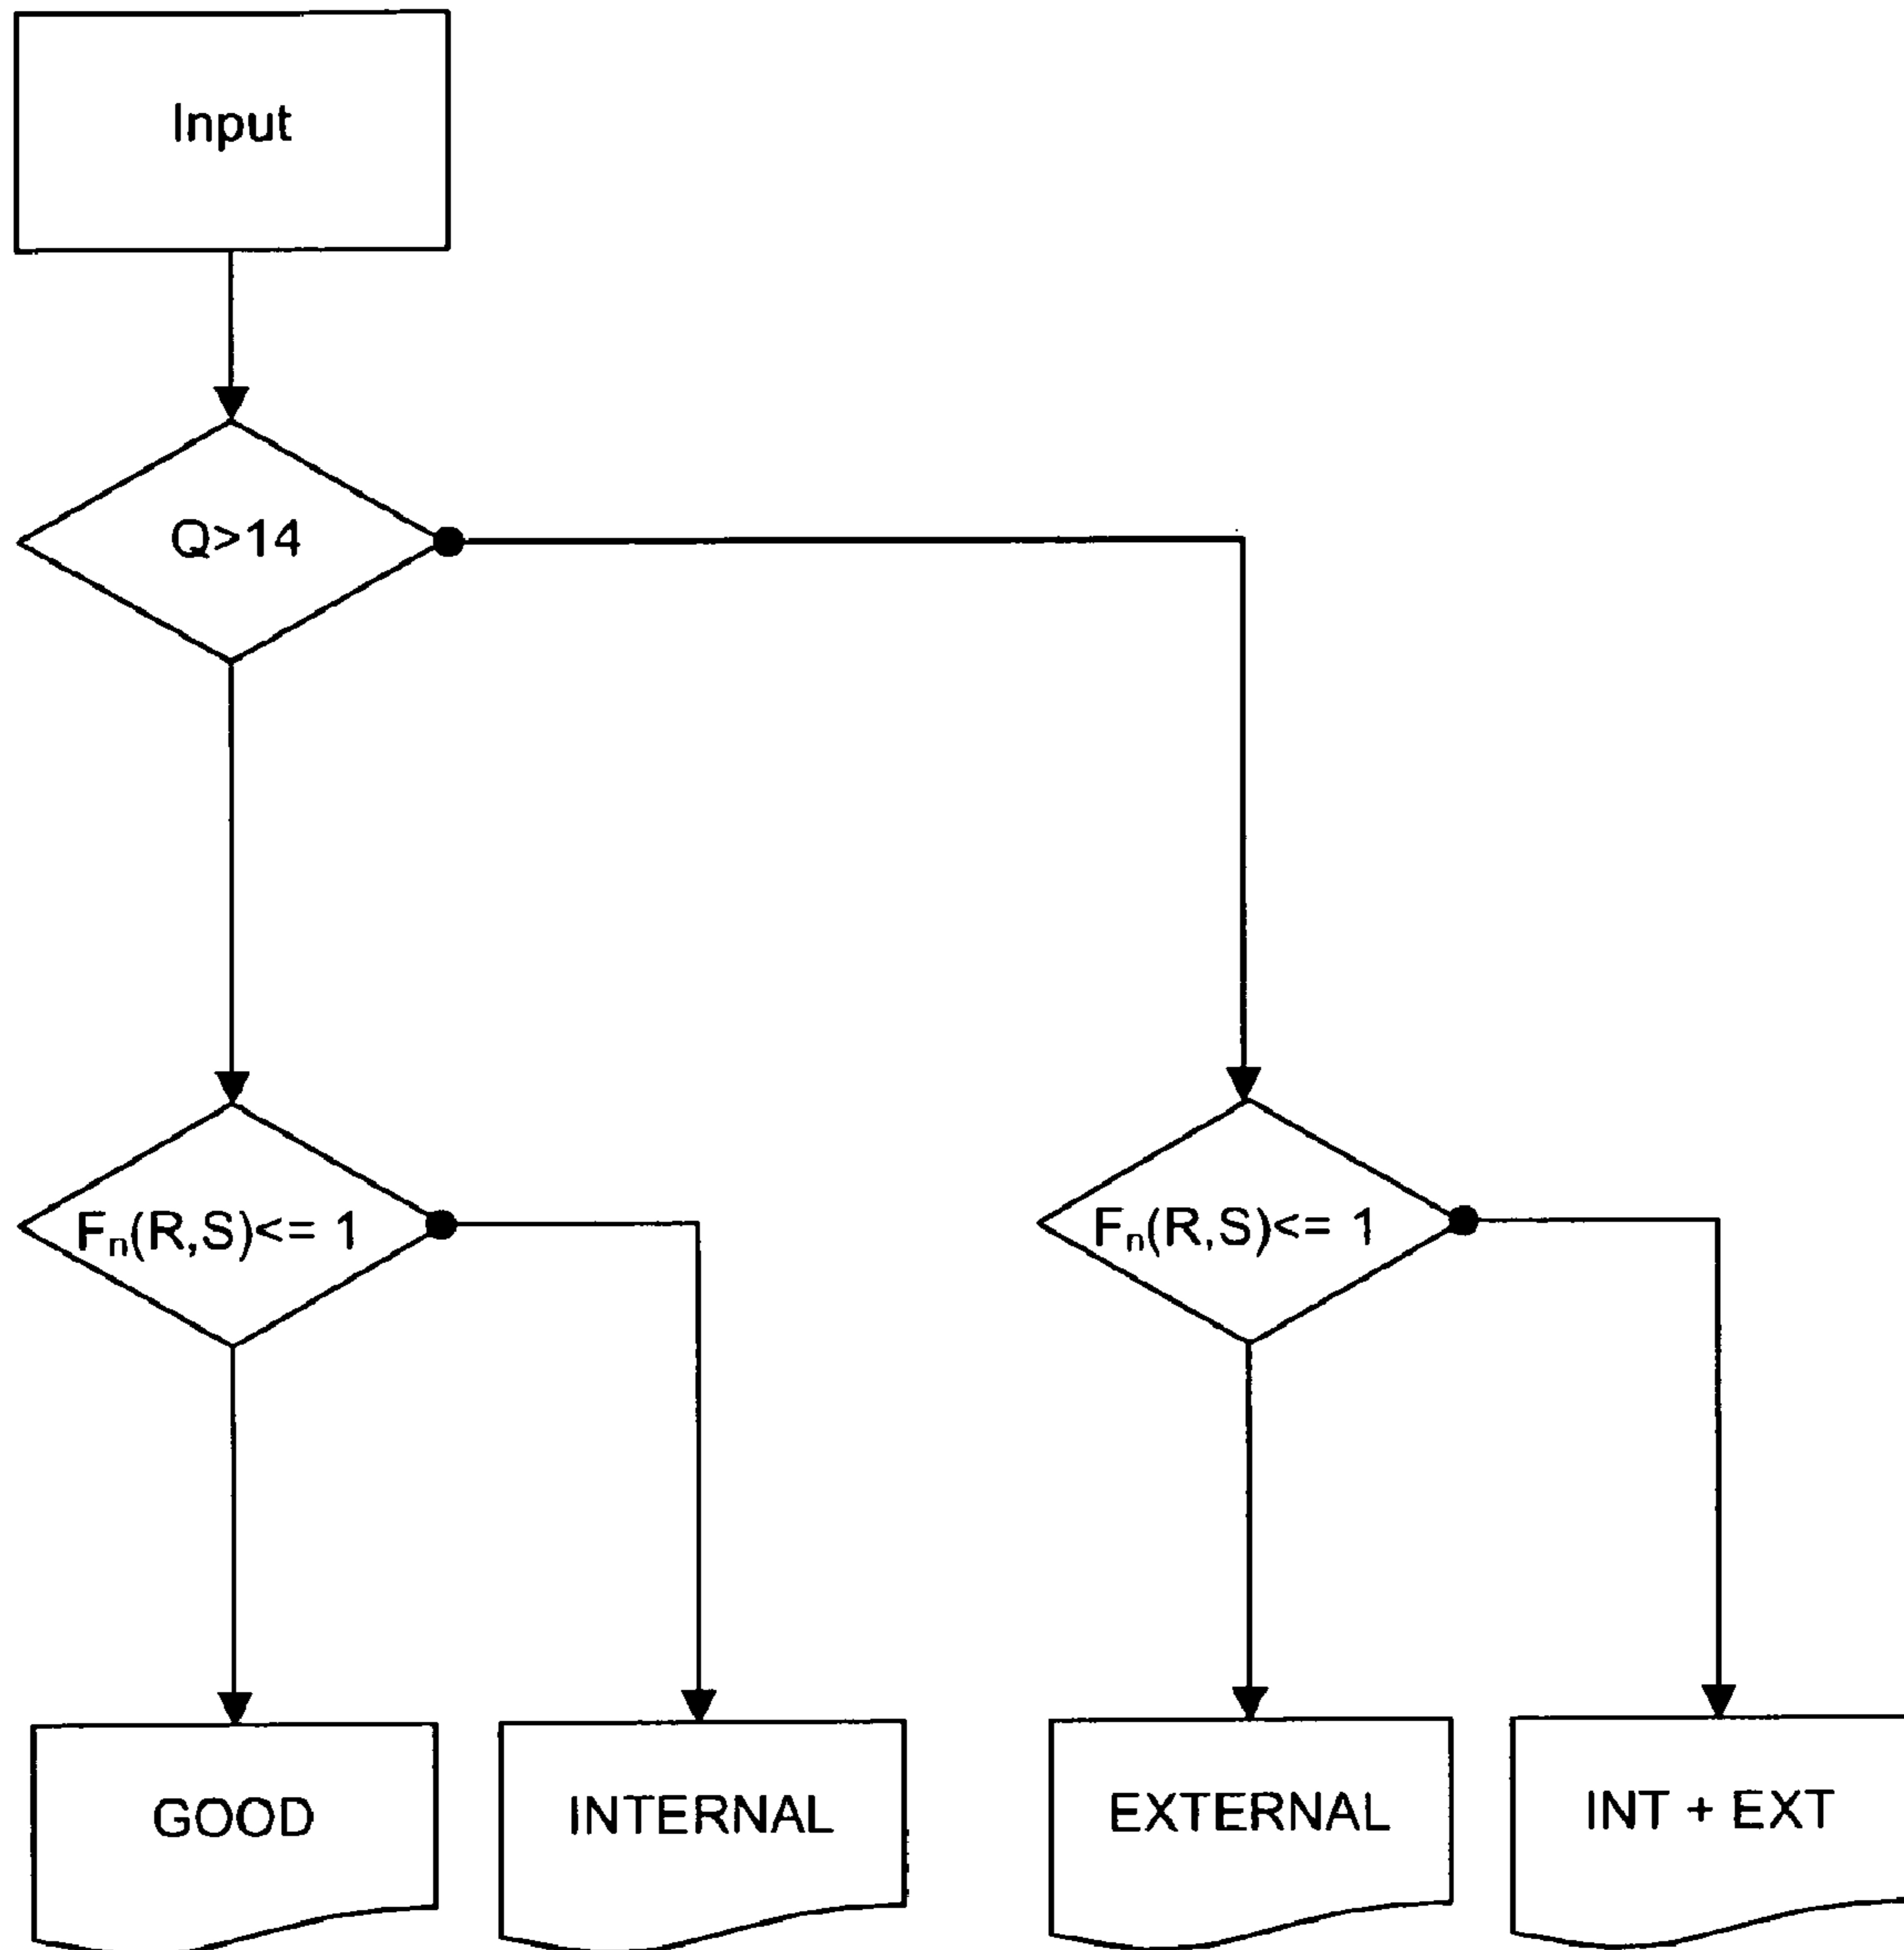 Input
Q>14
Fn(R,S)<= 1
Fn(R,S)<= 1
GOOD
INTERNAL
EXTERNAL
INT + EXT